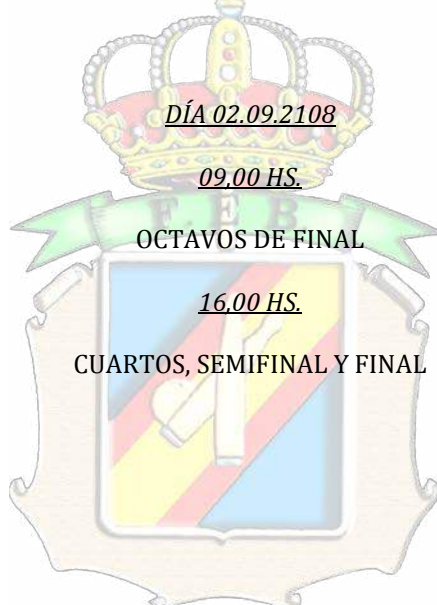 DÍA 02.09.2108
09,00 HS.
F E B
OCTAVOS DE FINAL
16,00 HS.
CUARTOS, SEMIFINAL Y FINAL